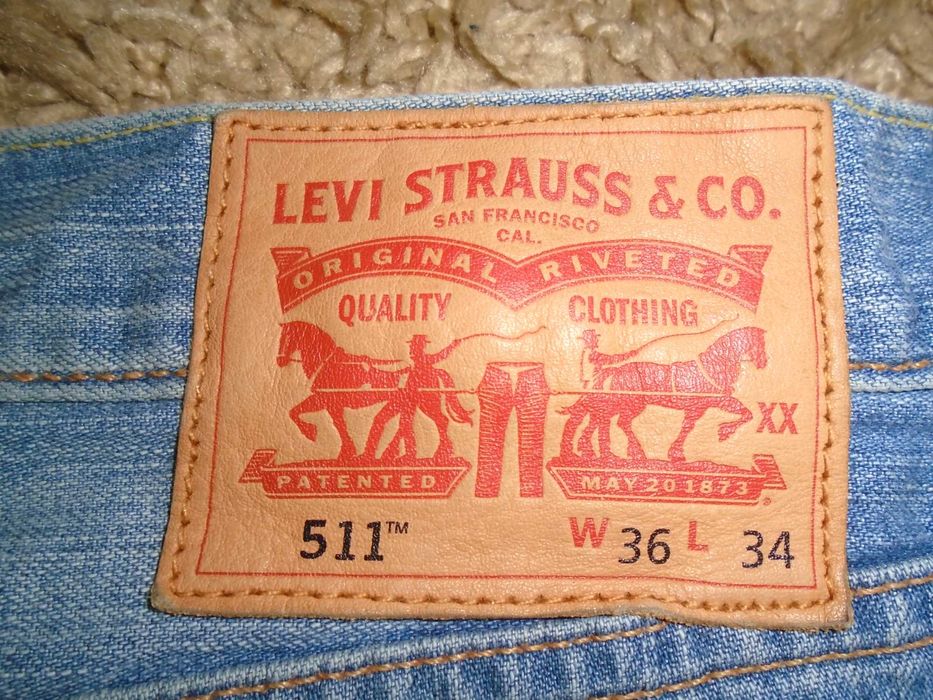 LEVI STRAUSS & CO.
SAN FRANCISCO
CAL.
ORIGINAL RIVETED
QUALITY CLOTHING
XX
PATENTED MAY 20 1873
511™ W 36 L 34